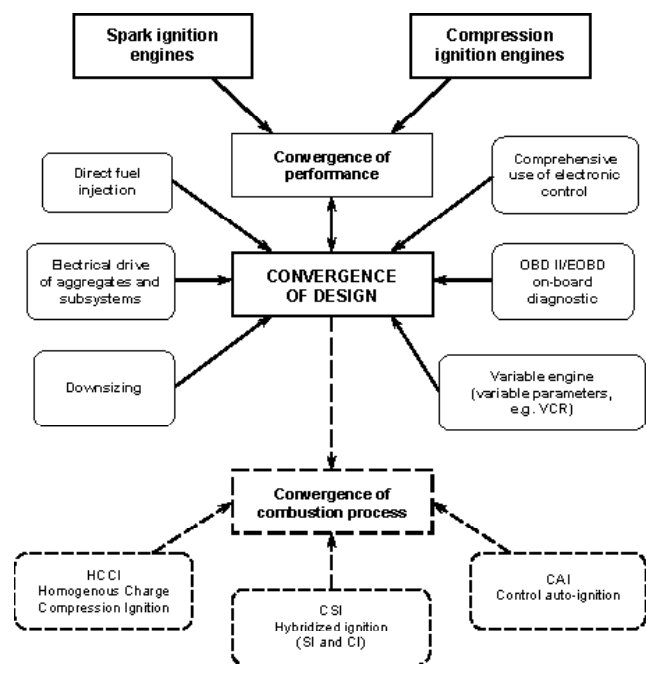 Spark ignition
engines
Compression
ignition engines
Convergence of
performance
Direct fuel
injection
Comprehensive
use of electronic
control
Electrical drive
of aggregates and
subsystems
CONVERGENCE
OF DESIGN
OBD II/EOBD
on-board
diagnostic
Downsizing
Variable engine
(variable parameters,
e.g. VCR)
Convergence of
combustion process
HCCI
Homogenous Charge
Compression Ignition
CSI
Hybridized ignition
(SI and CI)
CAI
Control auto-ignition